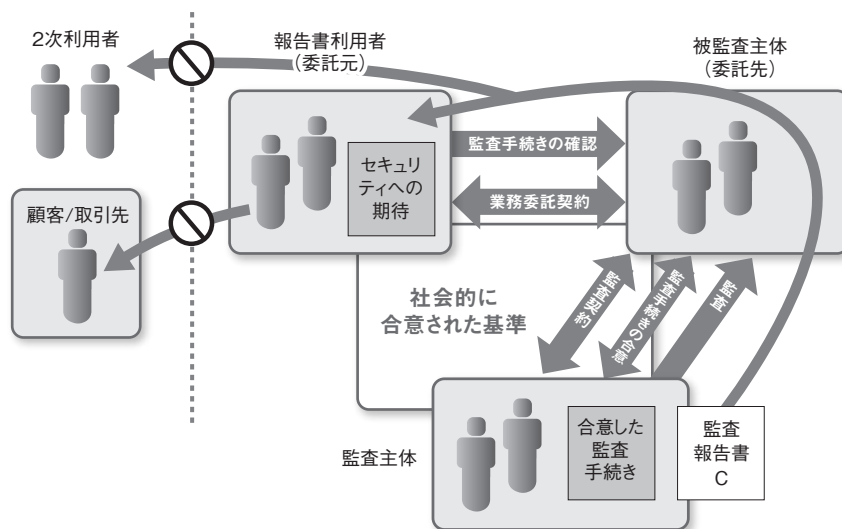 2次利用者
報告書利用者
（委託元）
被監査主体
（委託先）
セキュリ
ティへの
期待
監査手続きの確認
業務委託契約
顧客/取引先
社会的に
合意された基準
監査契約
監査手続きの合意
監査
監査主体
合意した
監査
手続き
監査
報告書
C